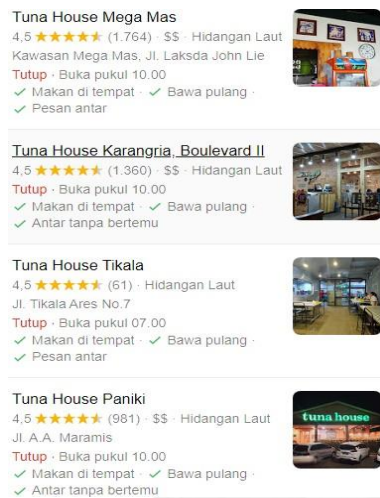 Tuna House Mega Mas
4,5 (1.764) · $$ · Hidangan Laut
Kawasan Mega Mas, Jl. Laksda John Lie
Tutup · Buka pukul 10.00
Makan di tempat · Bawa pulang ·
Pesan antar
Tuna House Karangria, Boulevard II
4,5 (1.360) · $$ · Hidangan Laut
Tutup · Buka pukul 10.00
Makan di tempat · Bawa pulang ·
Antar tanpa bertemu
Tuna House Tikala
4,5 (61) · Hidangan Laut
Jl. Tikala Ares No.7
Tutup · Buka pukul 07.00
Makan di tempat · Bawa pulang ·
Pesan antar
Tuna House Paniki
4,5 (981) · $$ · Hidangan Laut
Jl. A.A. Maramis
tuna house
Tutup · Buka pukul 10.00
Makan di tempat · Bawa pulang ·
Antar tanpa bertemu